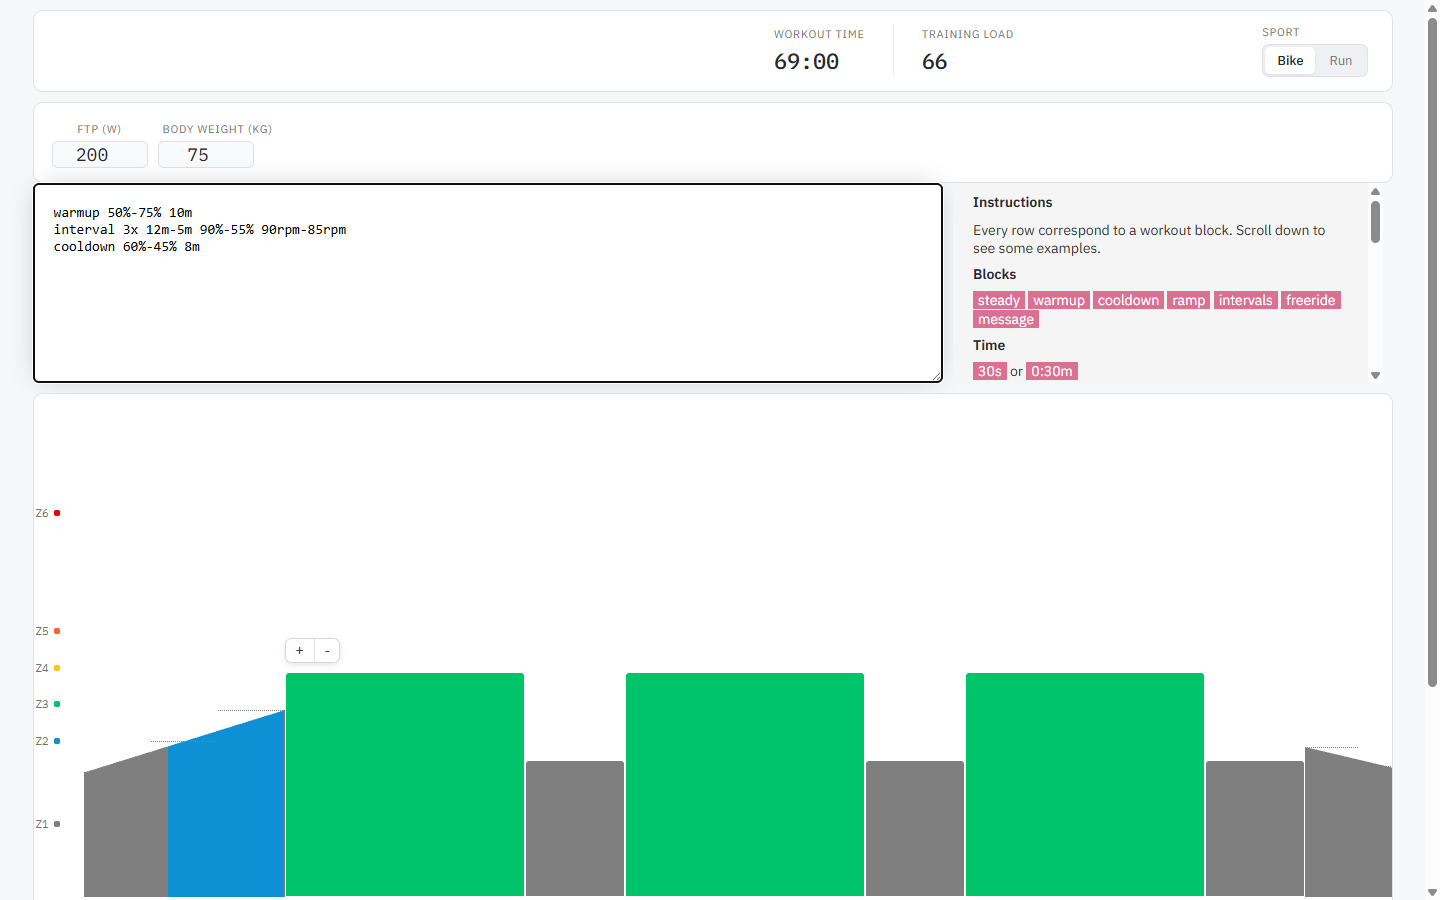 WORKOUT TIME
69:00
TRAINING LOAD
66
SPORT
Bike Run
FTP (W)
200
BODY WEIGHT (KG)
75
warmup 50%-75% 10m
interval 3x 12m-5m 90%-55% 90rpm-85rpm
cooldown 60%-45% 8m
Instructions
Every row correspond to a workout block. Scroll down to
see some examples.
Blocks
steady warmup cooldown ramp intervals freeride
message
Time
30s or 0:30m
Z6
Z5
+ -
Z4
Z3
Z2
Z1